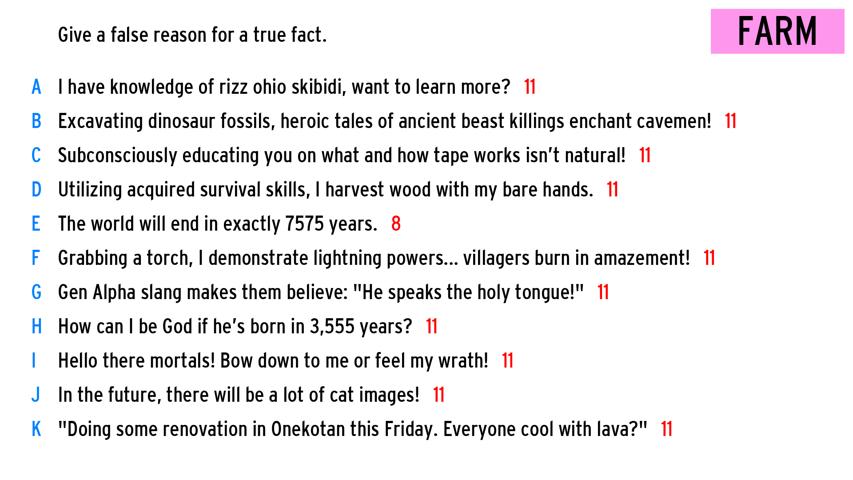 Give a false reason for a true fact.
FARM
A I have knowledge of rizz ohio skibidi, want to learn more? 11
B Excavating dinosaur fossils, heroic tales of ancient beast killings enchant cavemen! 11
C Subconsciously educating you on what and how tape works isn't natural! 11
D Utilizing acquired survival skills, I harvest wood with my bare hands. 11
E The world will end in exactly 7575 years. 8
F Grabbing a torch, I demonstrate lightning powers... villagers burn in amazement! 11
G Gen Alpha slang makes them believe: "He speaks the holy tongue!" 11
H How can I be God if he's born in 3,555 years? 11
I Hello there mortals! Bow down to me or feel my wrath! 11
J In the future, there will be a lot of cat images! 11
K "Doing some renovation in Onekotan this Friday. Everyone cool with lava?" 11